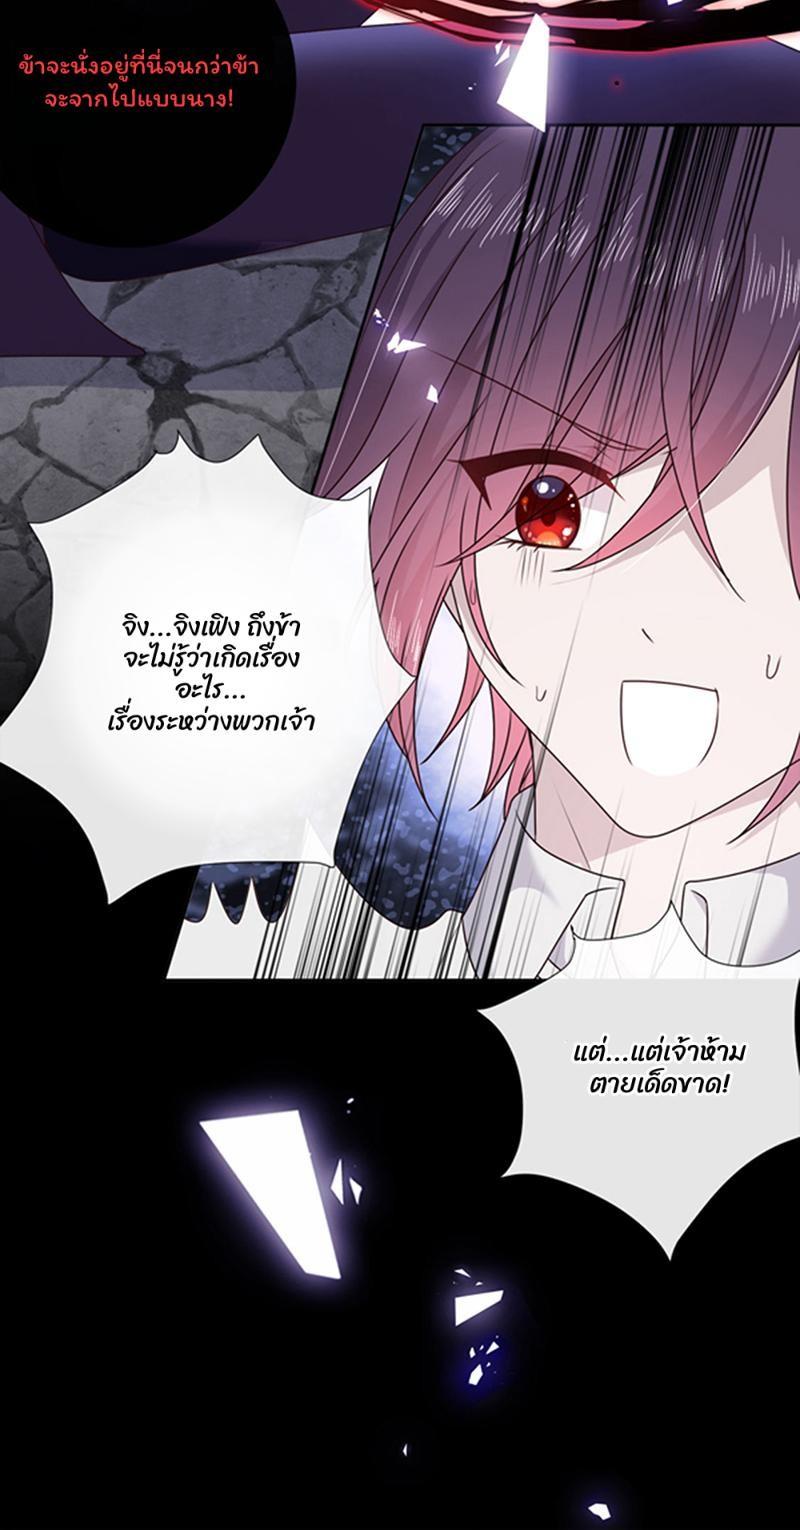 ข้าจะนั่งอยู่ที่นี่จนกว่าข้า
จะจากไปแบบนาง!
จิง...จิงเฟิง ถึงข้า
จะไม่รู้ว่าเกิดเรื่อง
อะไร...
เรื่องระหว่างพวกเจ้า
แต่...แต่เจ้าห้าม
ตายเด็ดขาด!